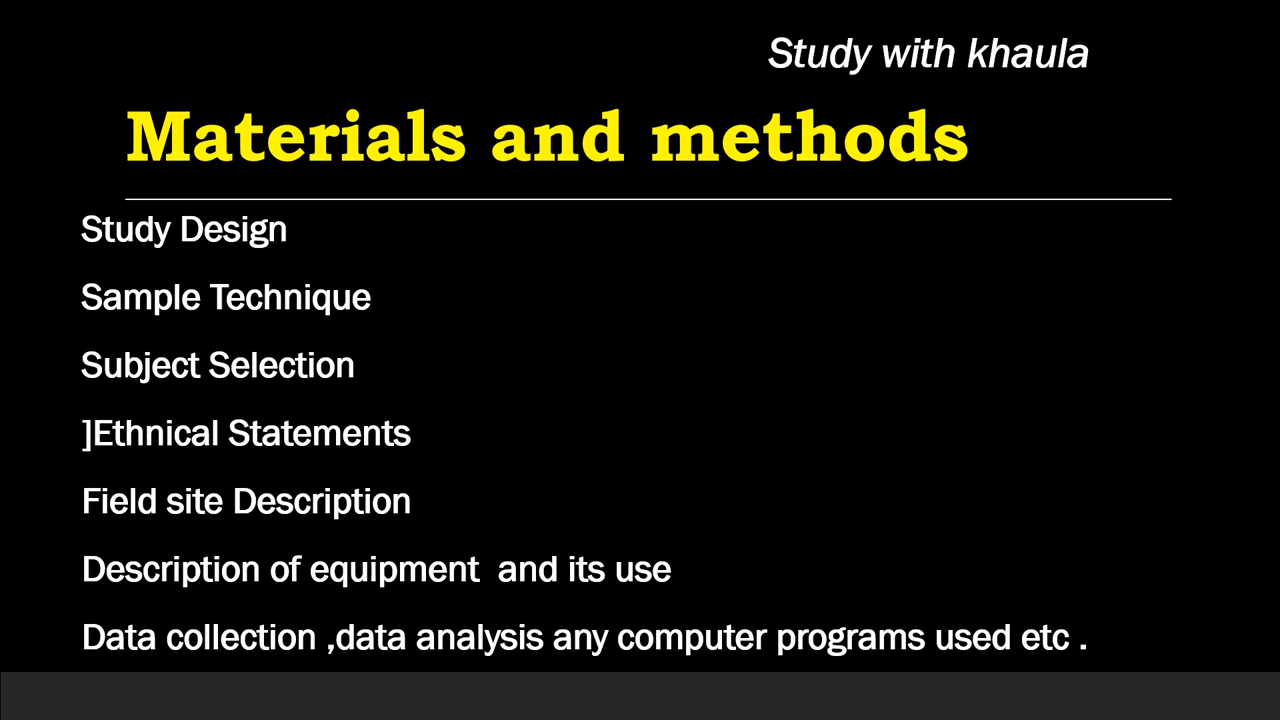 Study with khaula
Materials and methods
Study Design
Sample Technique
Subject Selection
]Ethnical Statements
Field site Description
Description of equipment  and its use
Data collection ,data analysis any computer programs used etc .